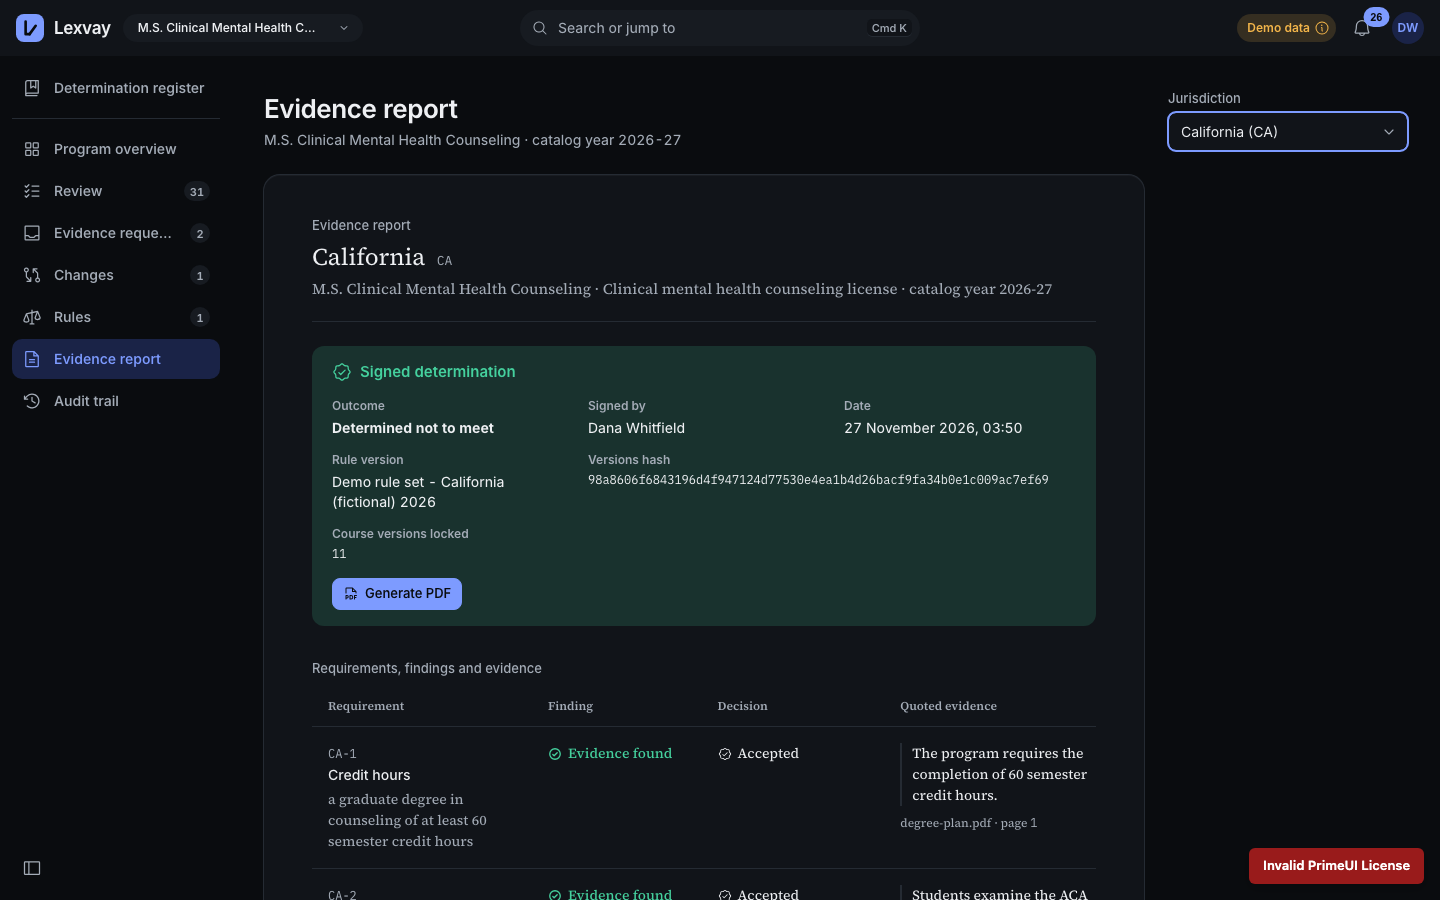 Lexvay
M.S. Clinical Mental Health C...
Search or jump to
Cmd K
Demo data
26
DW
Determination register
Program overview
Review
31
Evidence reque...
2
Changes
1
Rules
1
Evidence report
Audit trail
Evidence report
M.S. Clinical Mental Health Counseling · catalog year 2026-27
Jurisdiction
California (CA)
Evidence report
California CA
M.S. Clinical Mental Health Counseling · Clinical mental health counseling license · catalog year 2026-27
Signed determination
Outcome
Determined not to meet
Signed by
Dana Whitfield
Date
27 November 2026, 03:50
Rule version
Demo rule set - California
(fictional) 2026
Versions hash
98a8606f6843196d4f947124d77530e4ea1b4d26bacf9fa34b0e1c009ac7ef69
Course versions locked
11
PDF
Generate PDF
Requirements, findings and evidence
Requirement
Finding
Decision
Quoted evidence
CA-1
Credit hours
a graduate degree in
counseling of at least 60
semester credit hours
Evidence found
Accepted
The program requires the
completion of 60 semester
credit hours.
degree-plan.pdf · page 1
CA-2
Evidence found
Accepted
Students examine the ACA
Invalid PrimeUI License